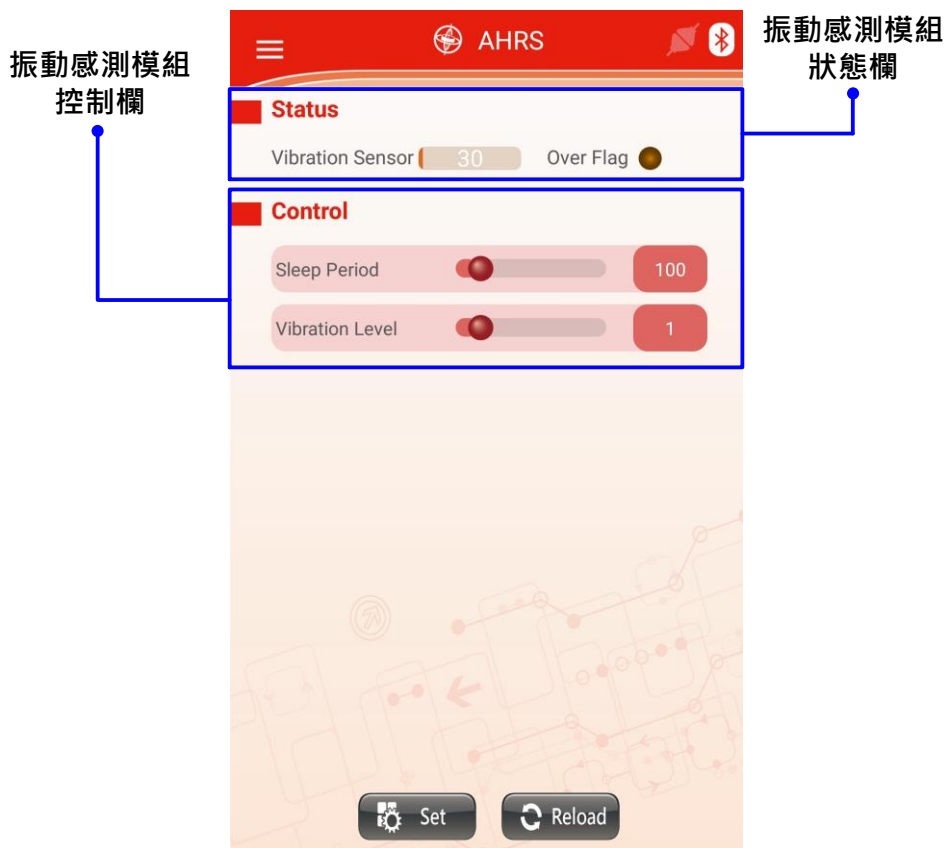 振動感測模組
控制欄
AHRS
振動感測模組
狀態欄
Status
Vibration Sensor 30 Over Flag
Control
Sleep Period 100
Vibration Level 1
Set Reload